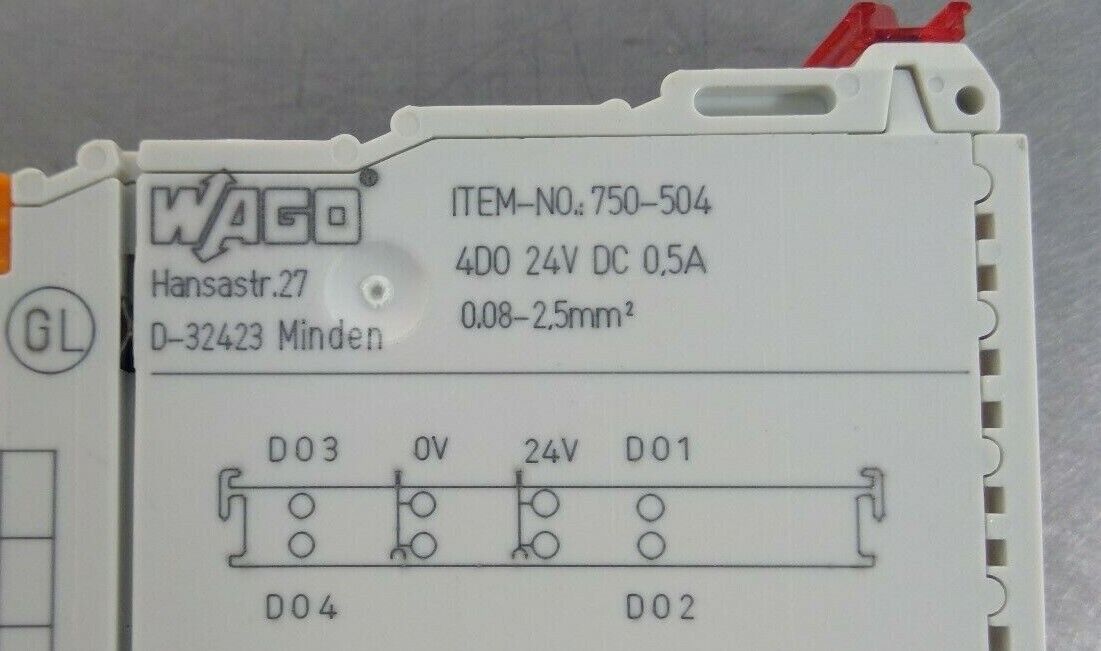 WAGO®
Hansastr.27
D-32423 Minden
ITEM-NO.: 750-504
4DO 24V DC 0,5A
0,08-2,5mm²
GL
DO3 0V 24V DO1
DO4 DO2